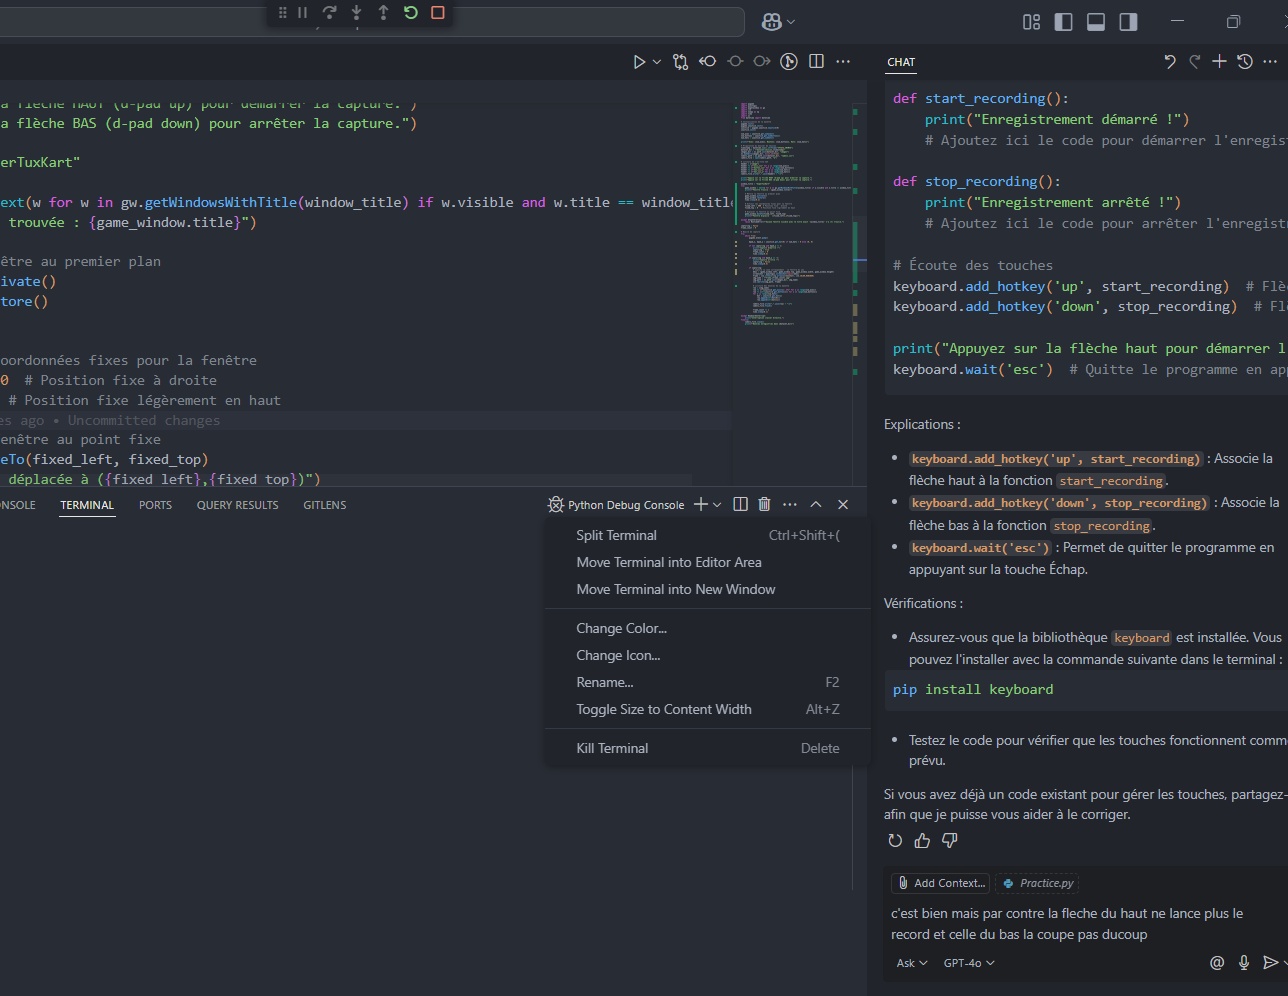 CHAT
a flèche HAUT (d-pad up) pour démarrer la capture.")
a flèche BAS (d-pad down) pour arrêter la capture.")
erTuxKart"
ext(w for w in gw.getWindowsWithTitle(window_title) if w.visible and w.title == window_titl
trouvée : {game_window.title}")
être au premier plan
ivate()
tore()
oordonnées fixes pour la fenêtre
0 # Position fixe à droite
# Position fixe légèrement en haut
es ago • Uncommitted changes
enêtre au point fixe
eTo(fixed_left, fixed_top)
déplacée à ({fixed_left},{fixed_top})")
NSOLE
TERMINAL
PORTS
QUERY RESULTS
GITLENS
Python Debug Console
Split Terminal Ctrl+Shift+(
Move Terminal into Editor Area
Move Terminal into New Window
Change Color...
Change Icon...
Rename... F2
Toggle Size to Content Width Alt+Z
Kill Terminal Delete
def start_recording():
print("Enregistrement démarré !")
# Ajoutez ici le code pour démarrer l'enregist
def stop_recording():
print("Enregistrement arrêté !")
# Ajoutez ici le code pour arrêter l'enregistr
# Écoute des touches
keyboard.add_hotkey('up', start_recording) # Flè
keyboard.add_hotkey('down', stop_recording) # Fl
print("Appuyez sur la flèche haut pour démarrer l
keyboard.wait('esc') # Quitte le programme en app
Explications :
• keyboard.add_hotkey('up', start_recording) : Associe la
flèche haut à la fonction start_recording.
• keyboard.add_hotkey('down', stop_recording) : Associe la
flèche bas à la fonction stop_recording.
• keyboard.wait('esc') : Permet de quitter le programme en
appuyant sur la touche Échap.
Vérifications :
• Assurez-vous que la bibliothèque keyboard est installée. Vous
pouvez l'installer avec la commande suivante dans le terminal :
pip install keyboard
• Testez le code pour vérifier que les touches fonctionnent comm
prévu.
Si vous avez déjà un code existant pour gérer les touches, partagez-
afin que je puisse vous aider à le corriger.
Add Context...
Practice.py
c'est bien mais par contre la fleche du haut ne lance plus le
record et celle du bas la coupe pas ducoup
Ask
GPT-4o